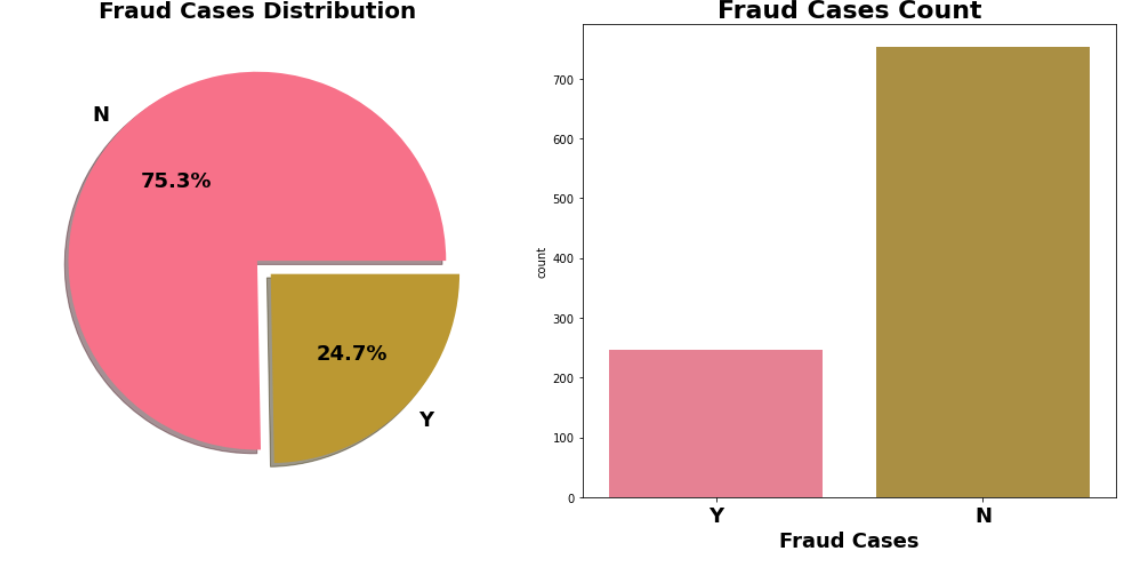 Fraud Cases Distribution
N
75.3%
24.7%
Y
Fraud Cases Count
700
600
500
400
300
200
100
0
count
Y N
Fraud Cases